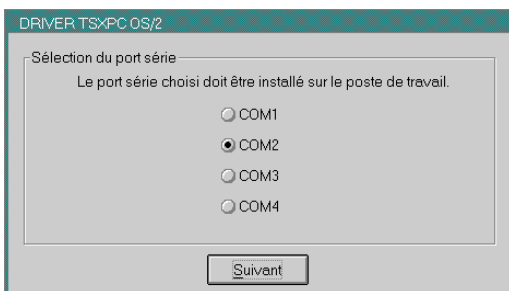 DRIVER TSXPC OS/2
Sélection du port série
Le port série choisi doit être installé sur le poste de travail.
COM1
COM2
COM3
COM4
Suivant